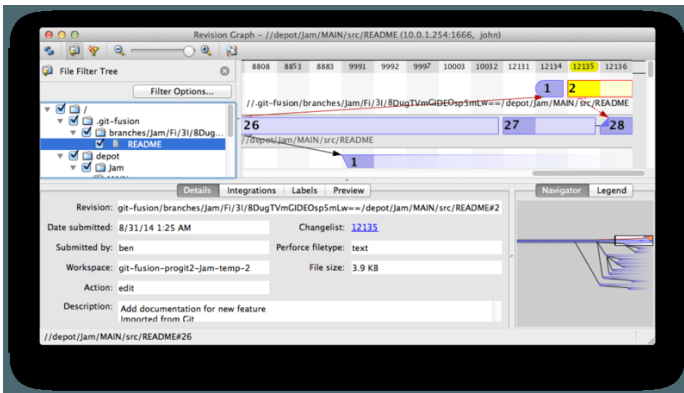 Revision Graph - //depot/Jam/MAIN/src/README (10.0.1.254:1666, john)
File Filter Tree
Filter Options...
/
.git-fusion
branches/Jam/Fi/3l/8Dug...
README
depot
Jam
8808 8853 8383 9991 9992 9997 10003 10032 12131 12134 12135 12136
1 2
//.git-fusion/branches/Jam/Fi/3l/8DugTVmGIDEOsp5mLw==/depot/Jam/MAIN/src/README
26 27 28
//depot/Jam/MAIN/src/README
1
Details Integrations Labels Preview
Navigator Legend
Revision: git-fusion/branches/Jam/Fi/3l/8DugTVmGIDEOsp5mLw==/depot/Jam/MAIN/src/README#2
Date submitted: 8/31/14 1:25 AM Changelist: 12135
Submitted by: ben Perforce filetype: text
Workspace: git-fusion-progit2-Jam-temp-2 File size: 3.9 KB
Action: edit
Description: Add documentation for new feature
Imported from Git
//depot/Jam/MAIN/src/README#26